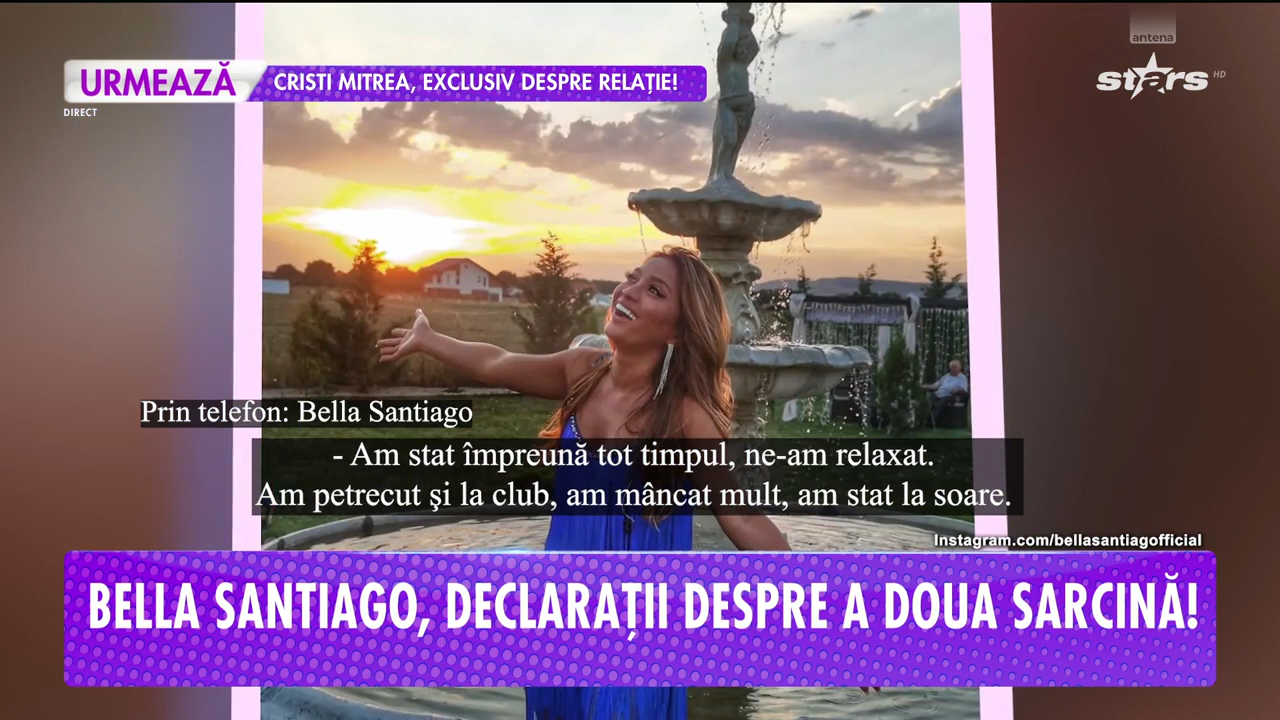 antena
stars HD
URMEAZĂ
CRISTI MITREA, EXCLUSIV DESPRE RELAȚIE!
DIRECT
Prin telefon: Bella Santiago
- Am stat împreună tot timpul, ne-am relaxat.
Am petrecut şi la club, am mâncat mult, am stat la soare.
Instagram.com/bellasantiagofficial
BELLA SANTIAGO, DECLARAȚII DESPRE A DOUA SARCINĂ!